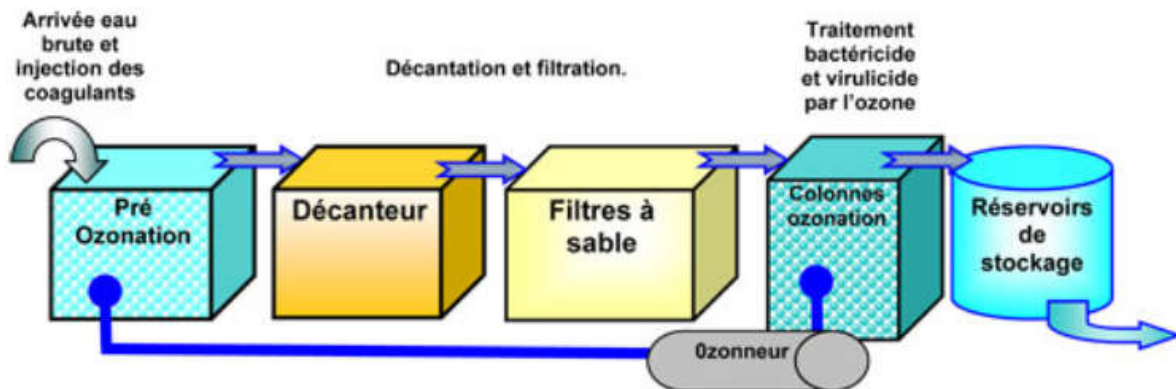 Arrivée eau
brute et
injection des
coagulants
Décantation et filtration.
Traitement
bactéricide
et virulicide
par l'ozone
Pré
Ozonation
Décanteur
Filtres à
sable
Colonnes
ozonation
Réservoirs
de
stockage
0zonneur